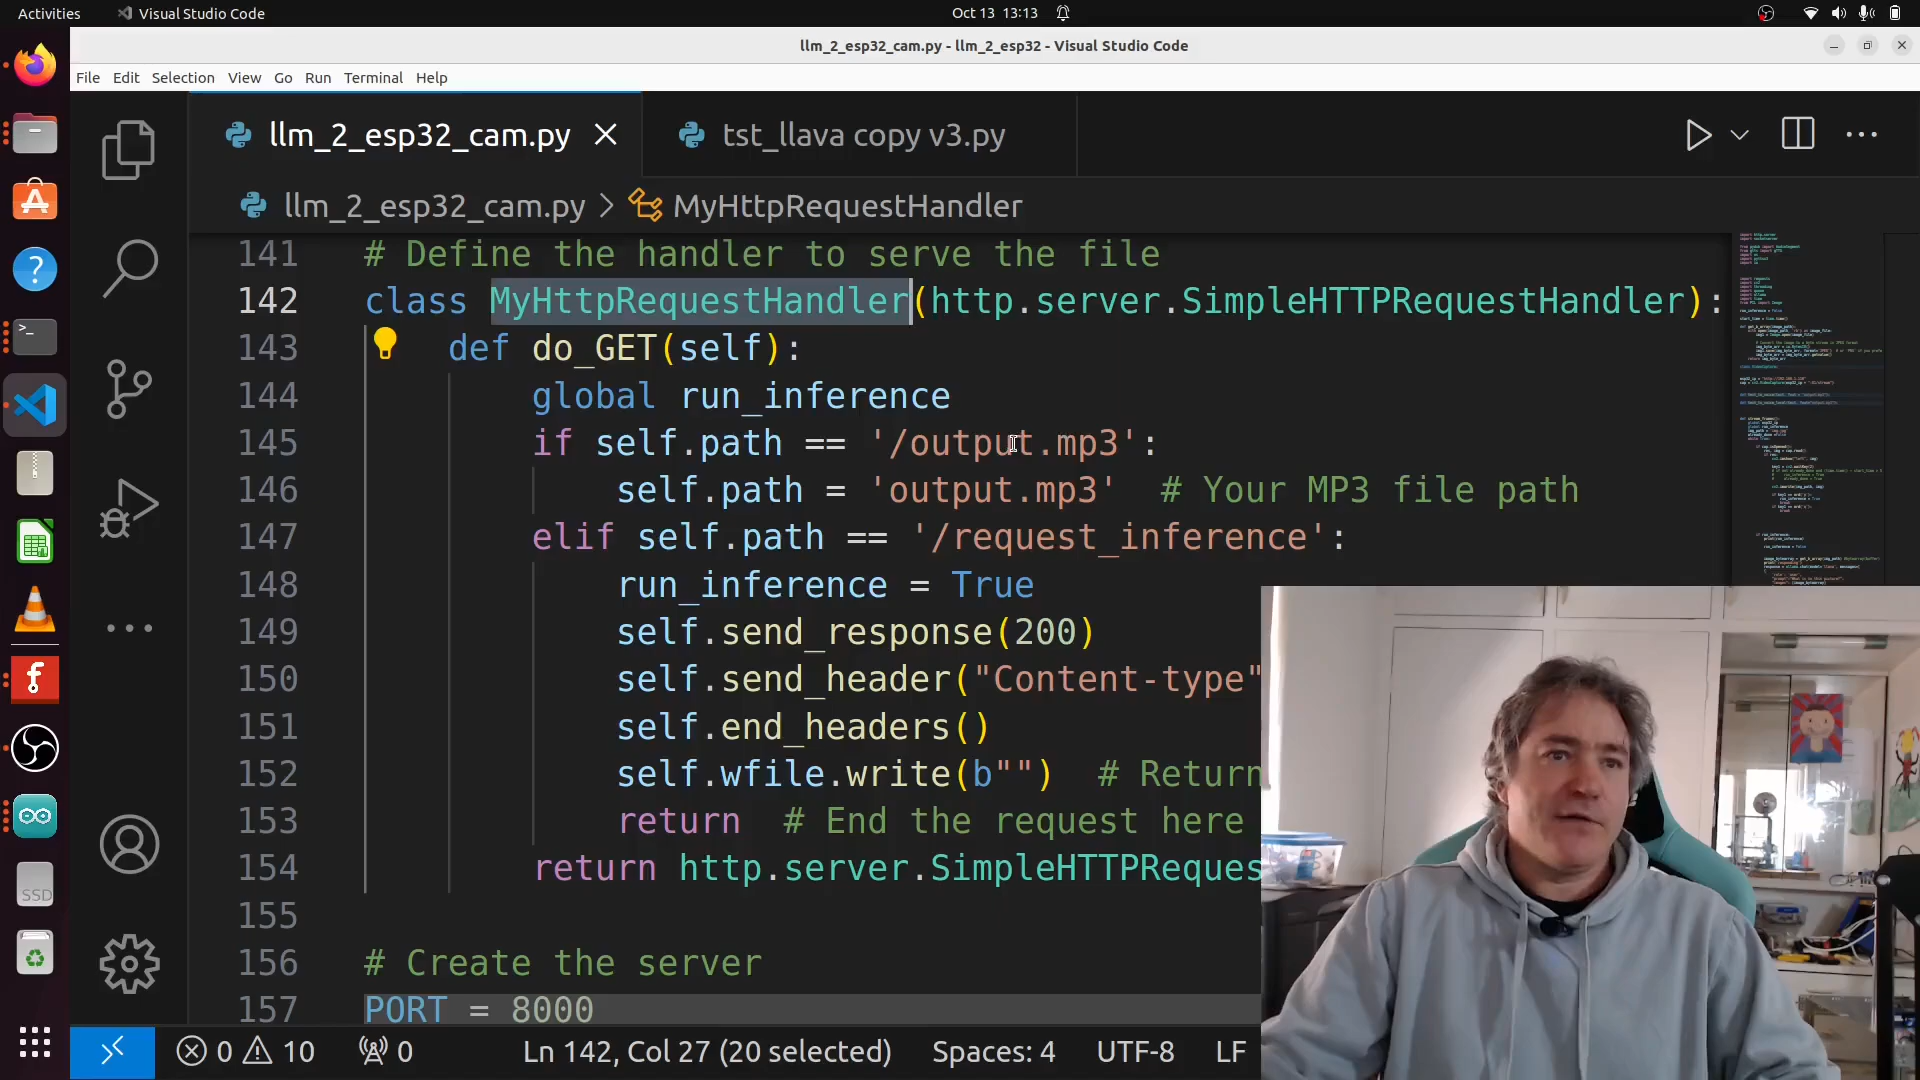 Activities
Visual Studio Code
Oct 13 13:13
llm_2_esp32_cam.py - llm_2_esp32 - Visual Studio Code
File Edit Selection View Go Run Terminal Help
llm_2_esp32_cam.py
tst_llava copy v3.py
llm_2_esp32_cam.py > MyHttpRequestHandler
141 # Define the handler to serve the file
142 class MyHttpRequestHandler(http.server.SimpleHTTPRequestHandler):
143 def do_GET(self):
144 global run_inference
145 if self.path == '/output.mp3':
146 self.path = 'output.mp3' # Your MP3 file path
147 elif self.path == '/request_inference':
148 run_inference = True
149 self.send_response(200)
150 self.send_header("Content-type"
151 self.end_headers()
152 self.wfile.write(b"") # Return
153 return # End the request here
154 return http.server.SimpleHTTPReques
155
156 # Create the server
157 PORT = 8000
SSD
0 10 0 Ln 142, Col 27 (20 selected) Spaces: 4 UTF-8 LF